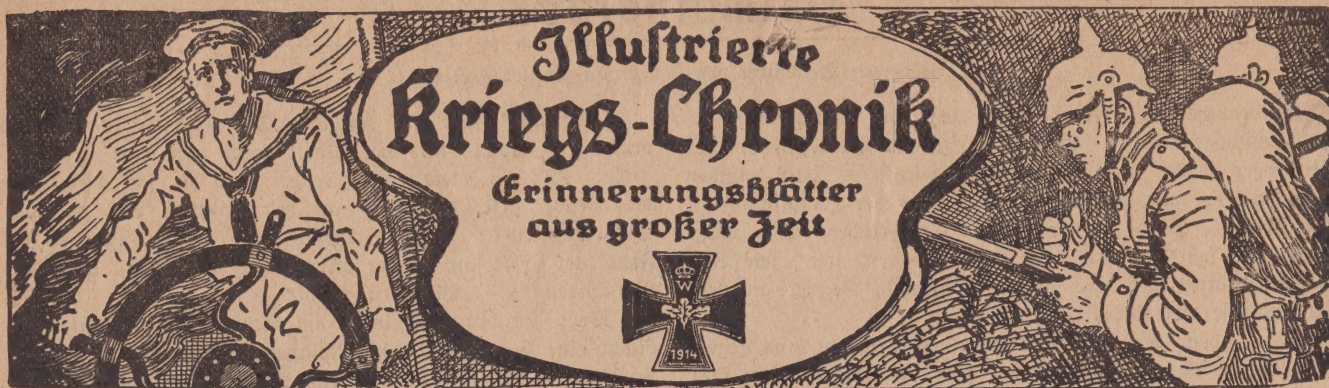 Illustrierte
Kriegs-Chronik
Erinnerungsblätter
aus großer Zeit
W
1914